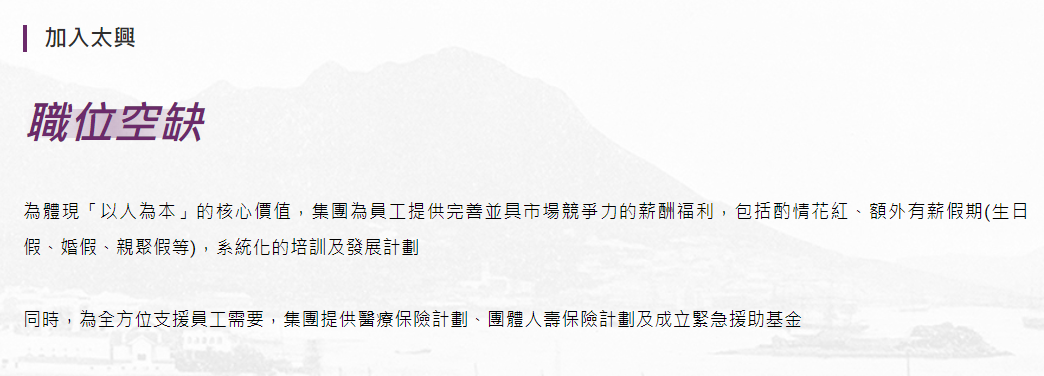 加入太興
職位空缺
為體現「以人為本」的核心價值，集團為員工提供完善並具市場競爭力的薪酬福利，包括酌情花紅、額外有薪假期(生日
假、婚假、親聚假等)，系統化的培訓及發展計劃
同時，為全方位支援員工需要，集團提供醫療保險計劃、團體人壽保險計劃及成立緊急援助基金